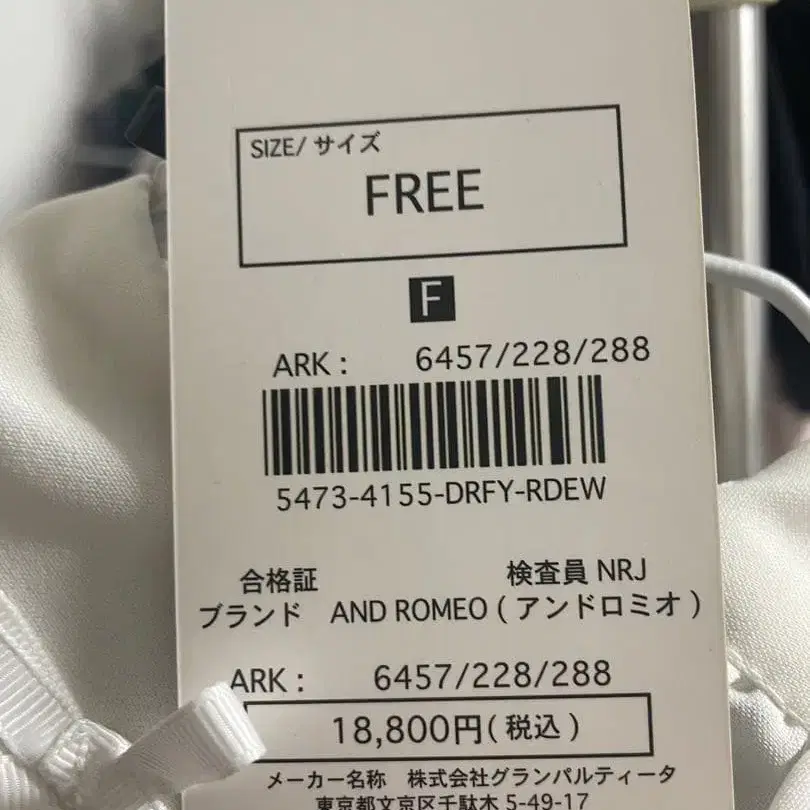 SIZE/ サイズ
FREE
F
ARK : 6457/228/288
5473-4155-DRFY-RDEW
合格証 検査員 NRJ
ブランド AND ROMEO ( アンドロミオ )
ARK : 6457/228/288
18,800円( 税込 )
メーカー名称 株式会社グランパルティータ
東京都文京区千駄木 5-49-17